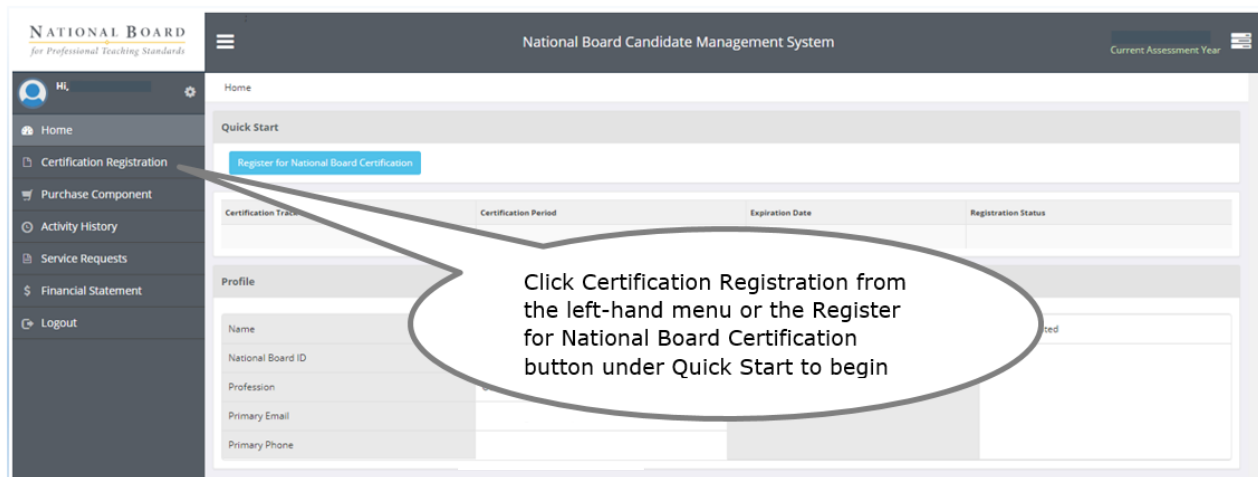 NATIONAL BOARD
for Professional Teaching Standards
National Board Candidate Management System
Current Assessment Year
Hi,
Home
Home
Certification Registration
Purchase Component
Activity History
Service Requests
Financial Statement
Logout
Quick Start
Register for National Board Certification
Certification Track
Certification Period
Expiration Date
Registration Status
Profile
Name
National Board ID
Profession
Primary Email
Primary Phone
Click Certification Registration from
the left-hand menu or the Register
for National Board Certification
button under Quick Start to begin